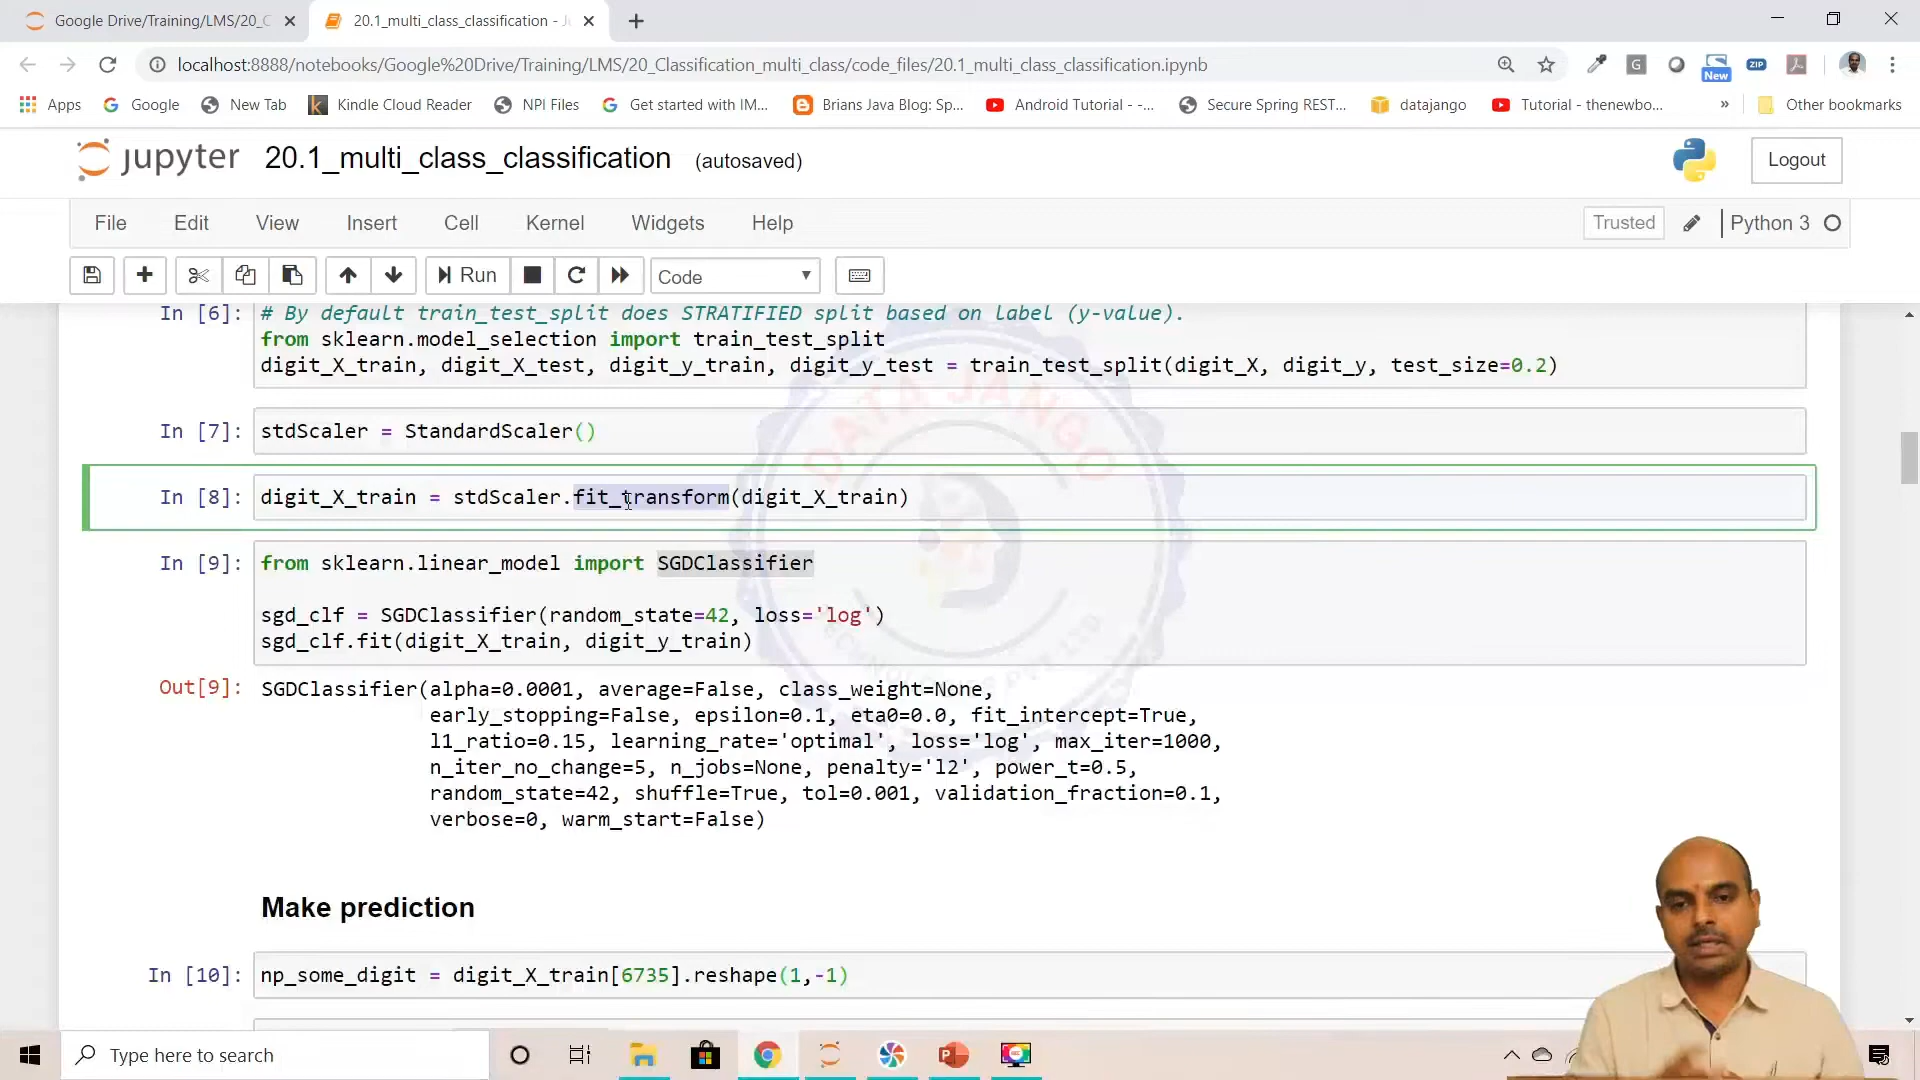 Google Drive/Training/LMS/20_C
20.1_multi_class_classification - J
localhost:8888/notebooks/Google%20Drive/Training/LMS/20_Classification_multi_class/code_files/20.1_multi_class_classification.ipynb
G
New
ZIP
Apps
Google
New Tab
Kindle Cloud Reader
NPI Files
Get started with IM...
Brians Java Blog: Sp...
Android Tutorial - -...
Secure Spring REST...
datajango
Tutorial - thenewbo...
»
Other bookmarks
jupyter
20.1_multi_class_classification
(autosaved)
Logout
File
Edit
View
Insert
Cell
Kernel
Widgets
Help
Trusted
Python 3
Run
Code
In [6]:
# By default train_test_split does STRATIFIED split based on label (y-value).
from sklearn.model_selection import train_test_split
digit_X_train, digit_X_test, digit_y_train, digit_y_test = train_test_split(digit_X, digit_y, test_size=0.2)
In [7]:
stdScaler = StandardScaler()
In [8]:
digit_X_train = stdScaler.fit_transform(digit_X_train)
In [9]:
from sklearn.linear_model import SGDClassifier
sgd_clf = SGDClassifier(random_state=42, loss='log')
sgd_clf.fit(digit_X_train, digit_y_train)
Out[9]:
SGDClassifier(alpha=0.0001, average=False, class_weight=None,
early_stopping=False, epsilon=0.1, eta0=0.0, fit_intercept=True,
l1_ratio=0.15, learning_rate='optimal', loss='log', max_iter=1000,
n_iter_no_change=5, n_jobs=None, penalty='l2', power_t=0.5,
random_state=42, shuffle=True, tol=0.001, validation_fraction=0.1,
verbose=0, warm_start=False)
Make prediction
In [10]:
np_some_digit = digit_X_train[6735].reshape(1,-1)
DATA JANGO
TECHNOLOGIES PVT LTD
Type here to search